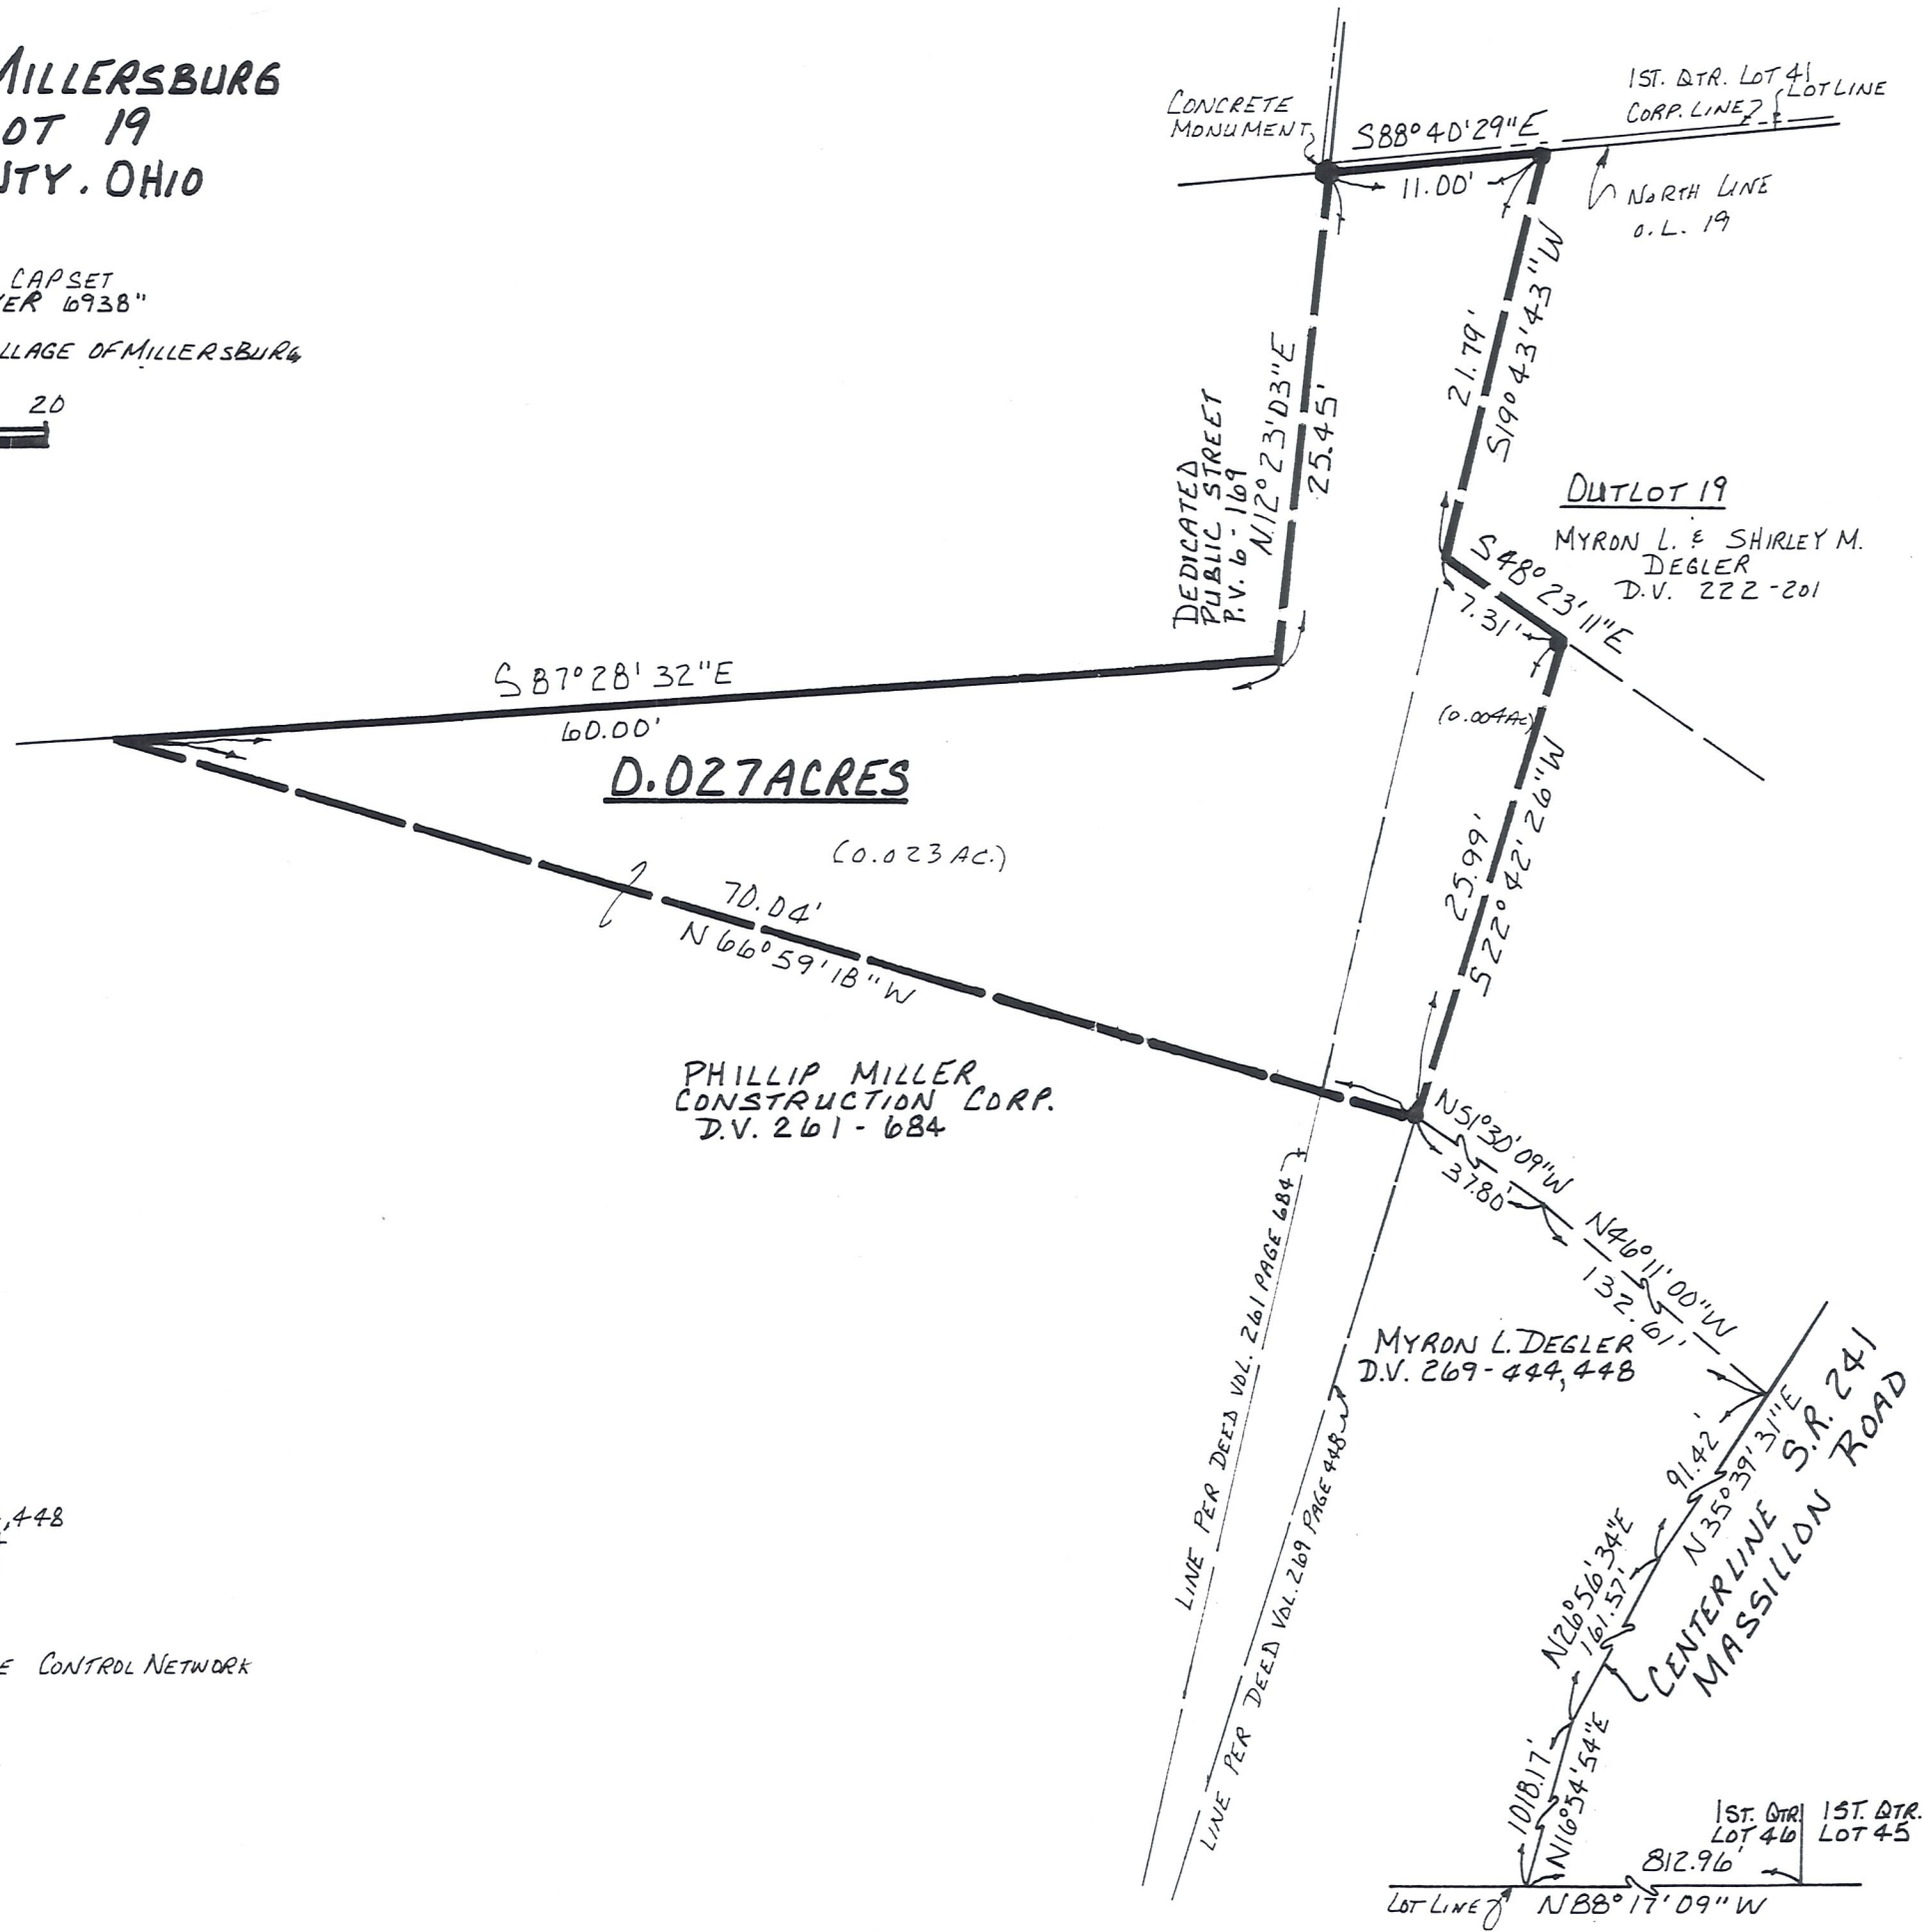 MILLERSBURG
OT 19
NTY. OHIO
CAP SET
ER 6938"
LLAGE OF MILLERSBURG
20
CONCRETE
MONUMENT
S88°40'29"E
11.00'
1ST. QTR. LOT 41
LOT LINE
CORP. LINE
NORTH LINE
O.L. 19
DEDICATED
PUBLIC STREET
P.V. 6-169
N.12°23'03"E
25.45'
21.79'
S19°43'43"W
OUTLOT 19
MYRON L. & SHIRLEY M.
DEGLER
D.V. 222-201
S48°23'11"E
7.31'
S87°28'32"E
60.00'
0.027 ACRES
(0.023 AC.)
(0.004 AC)
25.99'
S22°42'26"W
70.04'
N66°59'18"W
PHILLIP MILLER
CONSTRUCTION CORP.
D.V. 261-684
N51°30'09"W
37.80'
N46°11'00"W
132.61'
MYRON L. DEGLER
D.V. 269-444,448
LINE PER DEED VOL. 261 PAGE 684
LINE PER DEED VOL. 269 PAGE 448
91.42'
N35°39'31"E
S.R. 241
CENTERLINE
MASSILLON ROAD
N26°56'34"E
161.57'
1018.17'
N16°54'54"E
,448
E CONTROL NETWORK
1ST. QTR. 1ST. QTR.
LOT 46 LOT 45
812.96'
LOT LINE N88°17'09"W